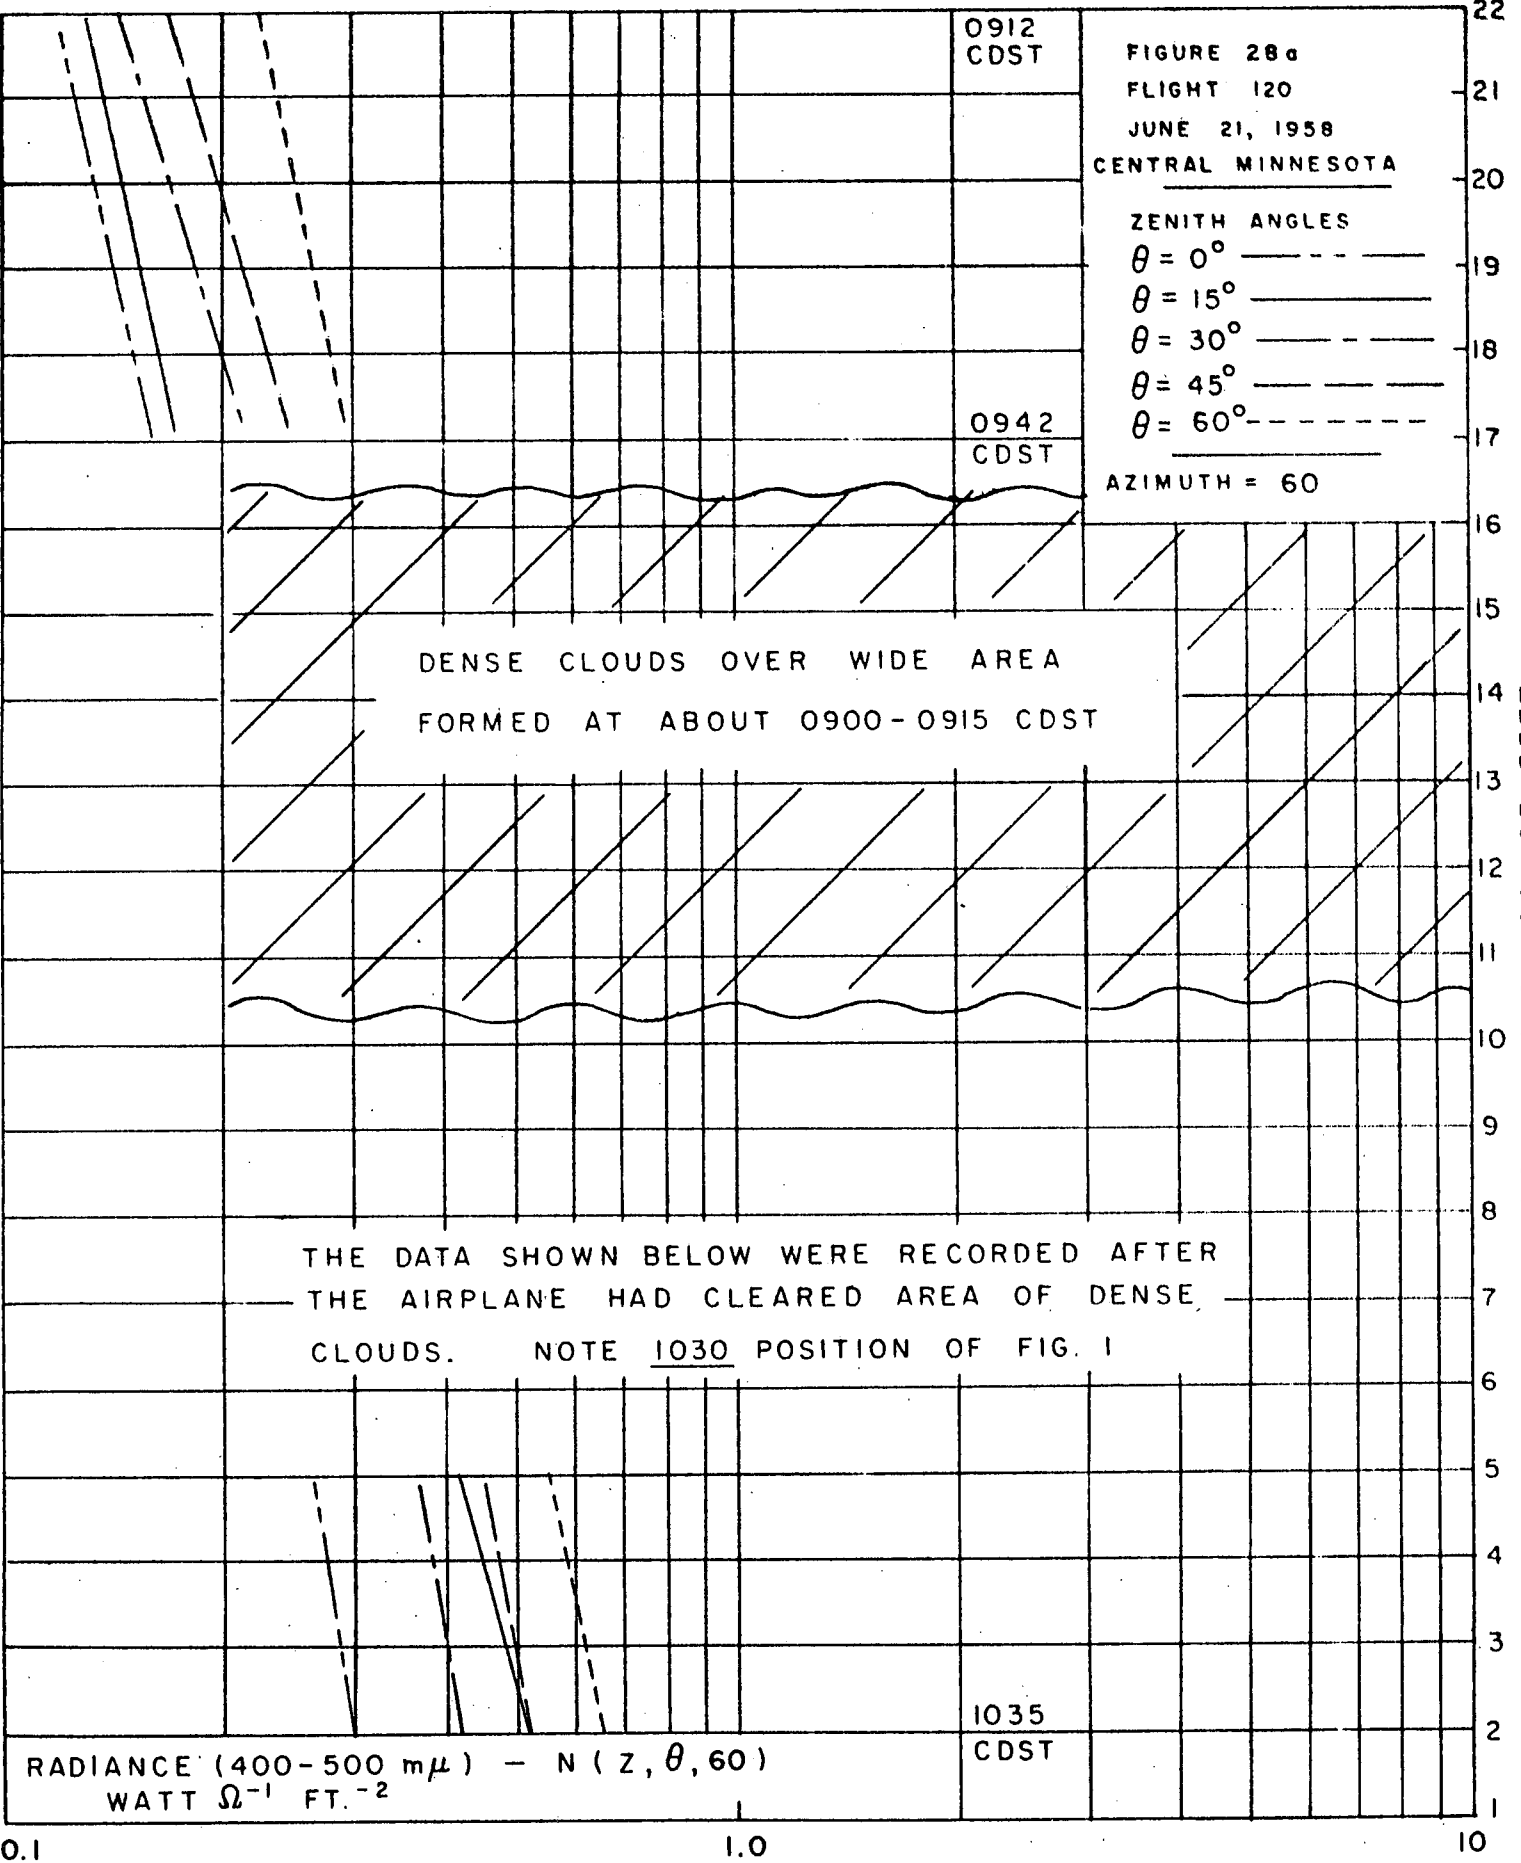 22
0912
CDST
FIGURE 28a
FLIGHT 120
21
JUNE 21, 1958
CENTRAL MINNESOTA
20
ZENITH ANGLES
θ = 0°
19
θ = 15°
θ = 30°
18
θ = 45°
θ = 60°
0942
CDST
17
AZIMUTH = 60
16
15
DENSE CLOUDS OVER WIDE AREA
14
FORMED AT ABOUT 0900-0915 CDST
13
12
11
10
9
8
THE DATA SHOWN BELOW WERE RECORDED AFTER
THE AIRPLANE HAD CLEARED AREA OF DENSE
7
CLOUDS. NOTE 1030 POSITION OF FIG. 1
6
5
4
3
1035
CDST
2
RADIANCE (400-500 mμ) - N (Z, θ, 60)
WATT Ω⁻¹ FT.⁻²
1
0.1
1.0
10